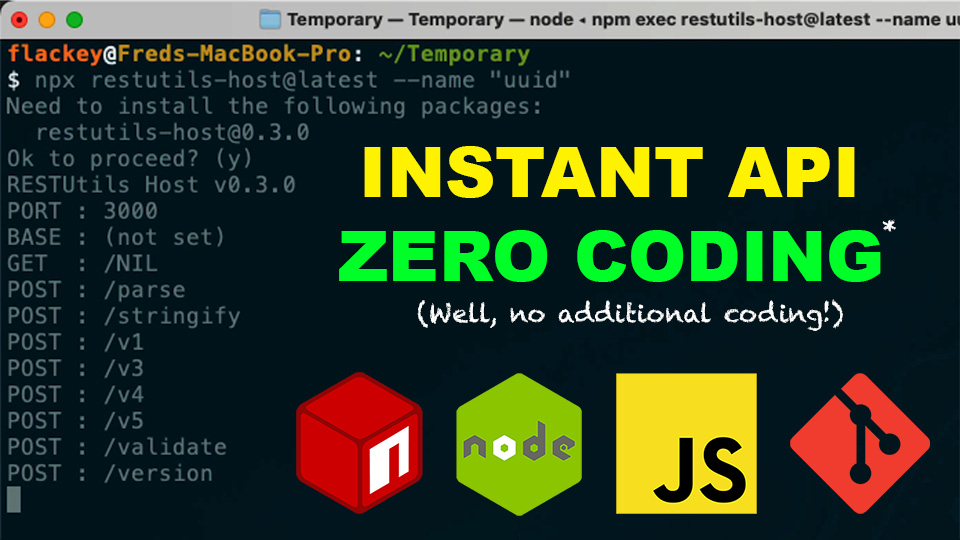 Temporary — Temporary — node ◂ npm exec restutils-host@latest --name uu
flackey@Freds-MacBook-Pro: ~/Temporary
$ npx restutils-host@latest --name "uuid"
Need to install the following packages:
restutils-host@0.3.0
Ok to proceed? (y)
RESTUtils Host v0.3.0
PORT : 3000
BASE : (not set)
GET : /NIL
POST : /parse
POST : /stringify
POST : /v1
POST : /v3
POST : /v4
POST : /v5
POST : /validate
POST : /version
INSTANT API
ZERO CODING*
(Well, no additional coding!)
n
node
JS